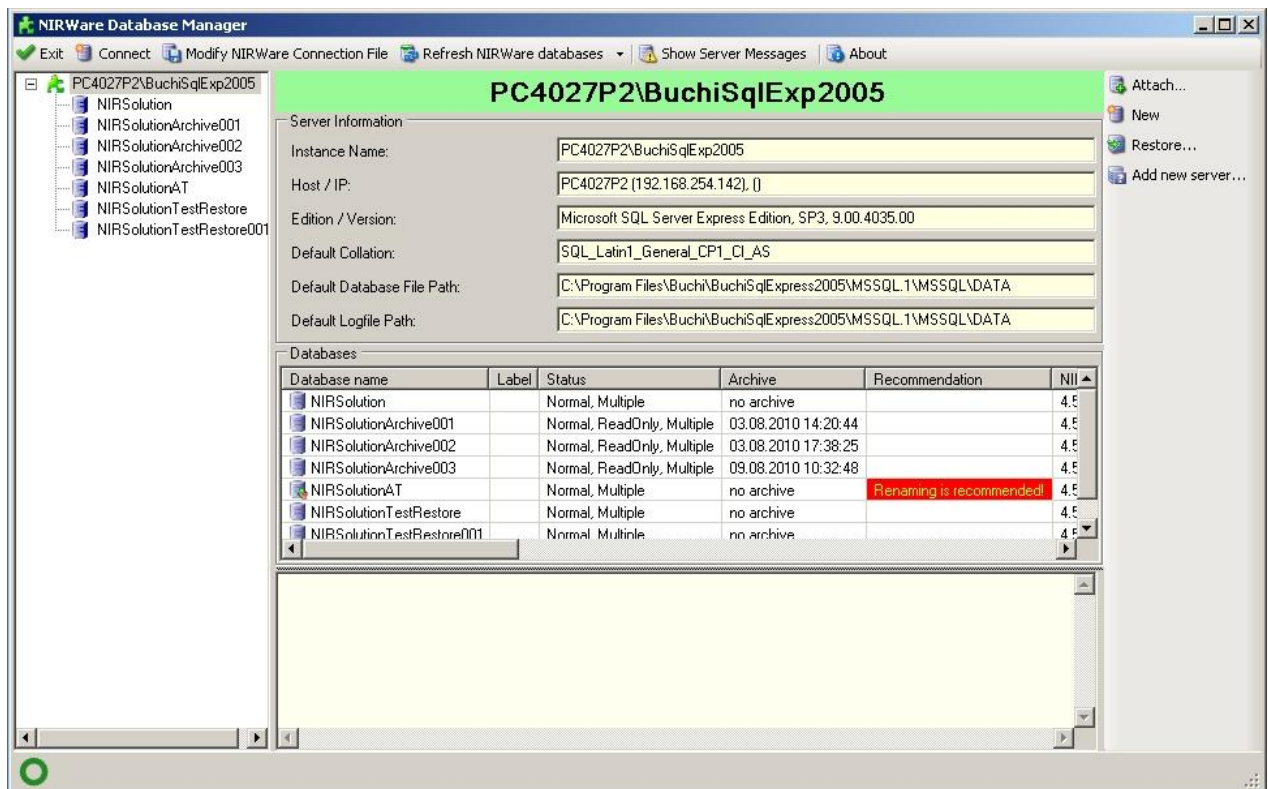 NIRWare Database Manager
Exit Connect Modify NIRWare Connection File Refresh NIRWare databases Show Server Messages About
PC4027P2\BuchiSqlExp2005
NIRSolution
NIRSolutionArchive001
NIRSolutionArchive002
NIRSolutionArchive003
NIRSolutionAT
NIRSolutionTestRestore
NIRSolutionTestRestore001
PC4027P2\BuchiSqlExp2005
Server Information
Instance Name: PC4027P2\BuchiSqlExp2005
Host / IP: PC4027P2 (192.168.254.142), ()
Edition / Version: Microsoft SQL Server Express Edition, SP3, 9.00.4035.00
Default Collation: SQL_Latin1_General_CP1_CI_AS
Default Database File Path: C:\Program Files\Buchi\BuchiSqlExpress2005\MSSQL.1\MSSQL\DATA
Default Logfile Path: C:\Program Files\Buchi\BuchiSqlExpress2005\MSSQL.1\MSSQL\DATA
Databases
Database name Label Status Archive Recommendation
NIRSolution Normal, Multiple no archive 4.5
NIRSolutionArchive001 Normal, ReadOnly, Multiple 03.08.2010 14:20:44 4.5
NIRSolutionArchive002 Normal, ReadOnly, Multiple 03.08.2010 17:38:25 4.5
NIRSolutionArchive003 Normal, ReadOnly, Multiple 09.08.2010 10:32:48 4.5
NIRSolutionAT Normal, Multiple no archive Renaming is recommended! 4.5
NIRSolutionTestRestore Normal, Multiple no archive 4.5
NIRSolutionTestRestore001 Normal, Multiple no archive 4.5
Attach...
New
Restore...
Add new server...